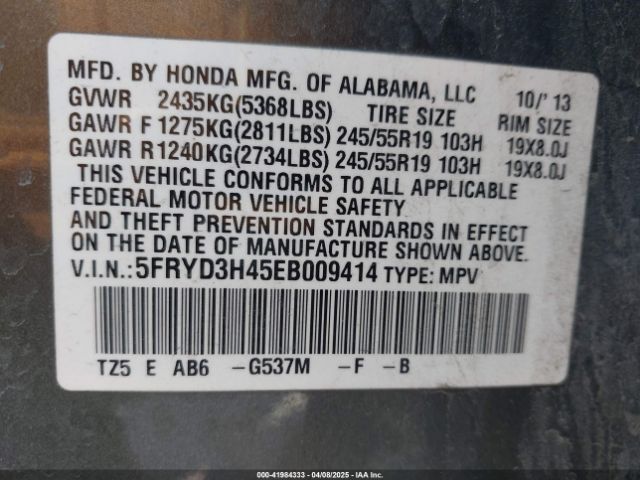 MFD. BY HONDA MFG. OF ALABAMA, LLC 10/' 13
GVWR 2435KG(5368LBS) TIRE SIZE RIM SIZE
GAWR F 1275KG(2811LBS) 245/55R19 103H 19X8.0J
GAWR R1240KG(2734LBS) 245/55R19 103H 19X8.0J
THIS VEHICLE CONFORMS TO ALL APPLICABLE
FEDERAL MOTOR VEHICLE SAFETY
AND THEFT PREVENTION STANDARDS IN EFFECT
ON THE DATE OF MANUFACTURE SHOWN ABOVE.
V.I.N.:5FRYD3H45EB009414 TYPE: MPV
TZ5 E AB6 -G537M -F -B
000-41984333 - 04/08/2025 - IAA Inc.